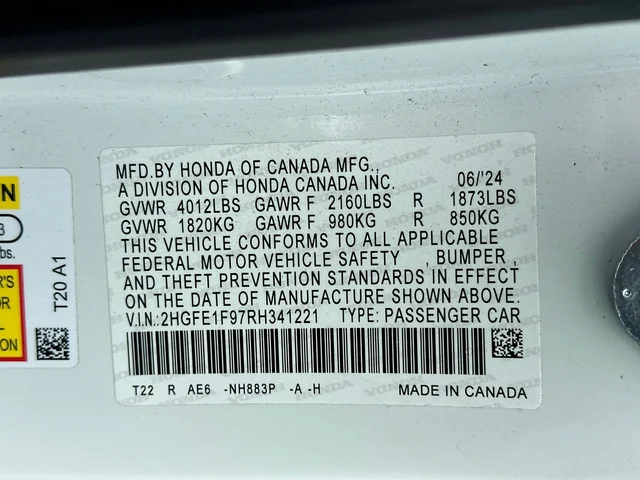 MFD.BY HONDA OF CANADA MFG.,
A DIVISION OF HONDA CANADA INC. 06/'24
GVWR 4012LBS GAWR F 2160LBS R 1873LBS
GVWR 1820KG GAWR F 980KG R 850KG
THIS VEHICLE CONFORMS TO ALL APPLICABLE
FEDERAL MOTOR VEHICLE SAFETY , BUMPER ,
AND THEFT PREVENTION STANDARDS IN EFFECT
ON THE DATE OF MANUFACTURE SHOWN ABOVE.
V.I.N.:2HGFE1F97RH341221 TYPE: PASSENGER CAR
T22 R AE6 -NH883P -A -H MADE IN CANADA
T20 A1